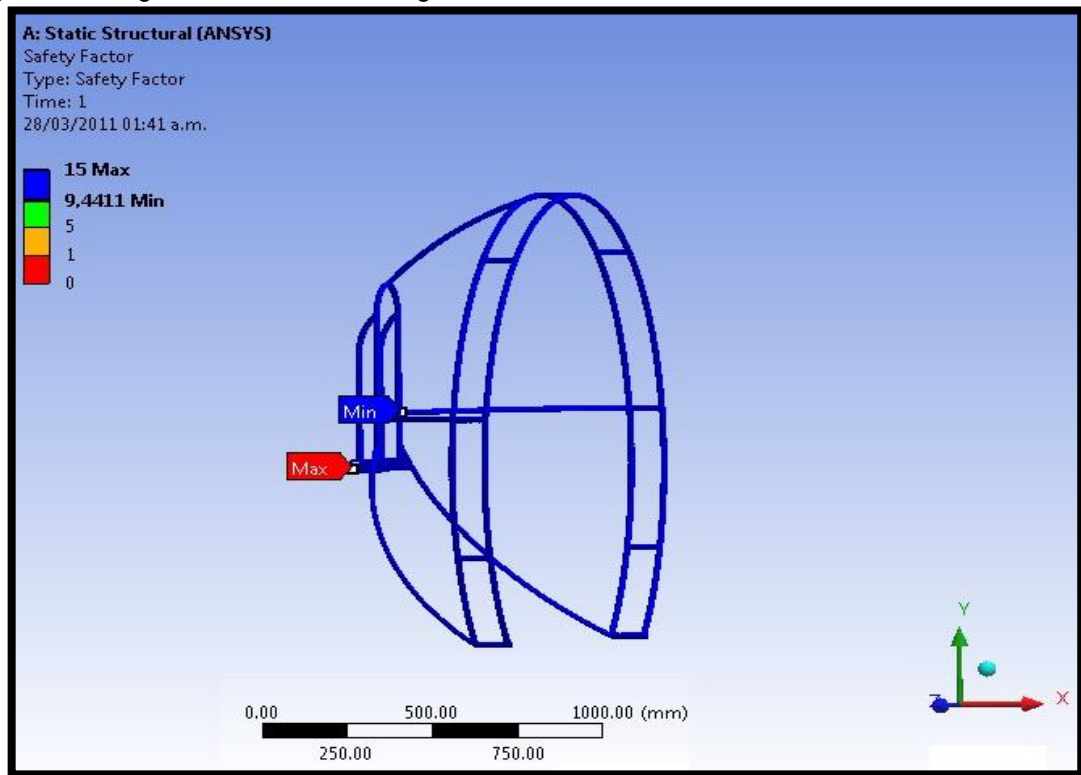 A: Static Structural (ANSYS)
Safety Factor
Type: Safety Factor
Time: 1
28/03/2011 01:41 a.m.
15 Max
9,4411 Min
5
1
0
Min
Max
Y
Z
X
0.00 500.00 1000.00 (mm)
250.00 750.00